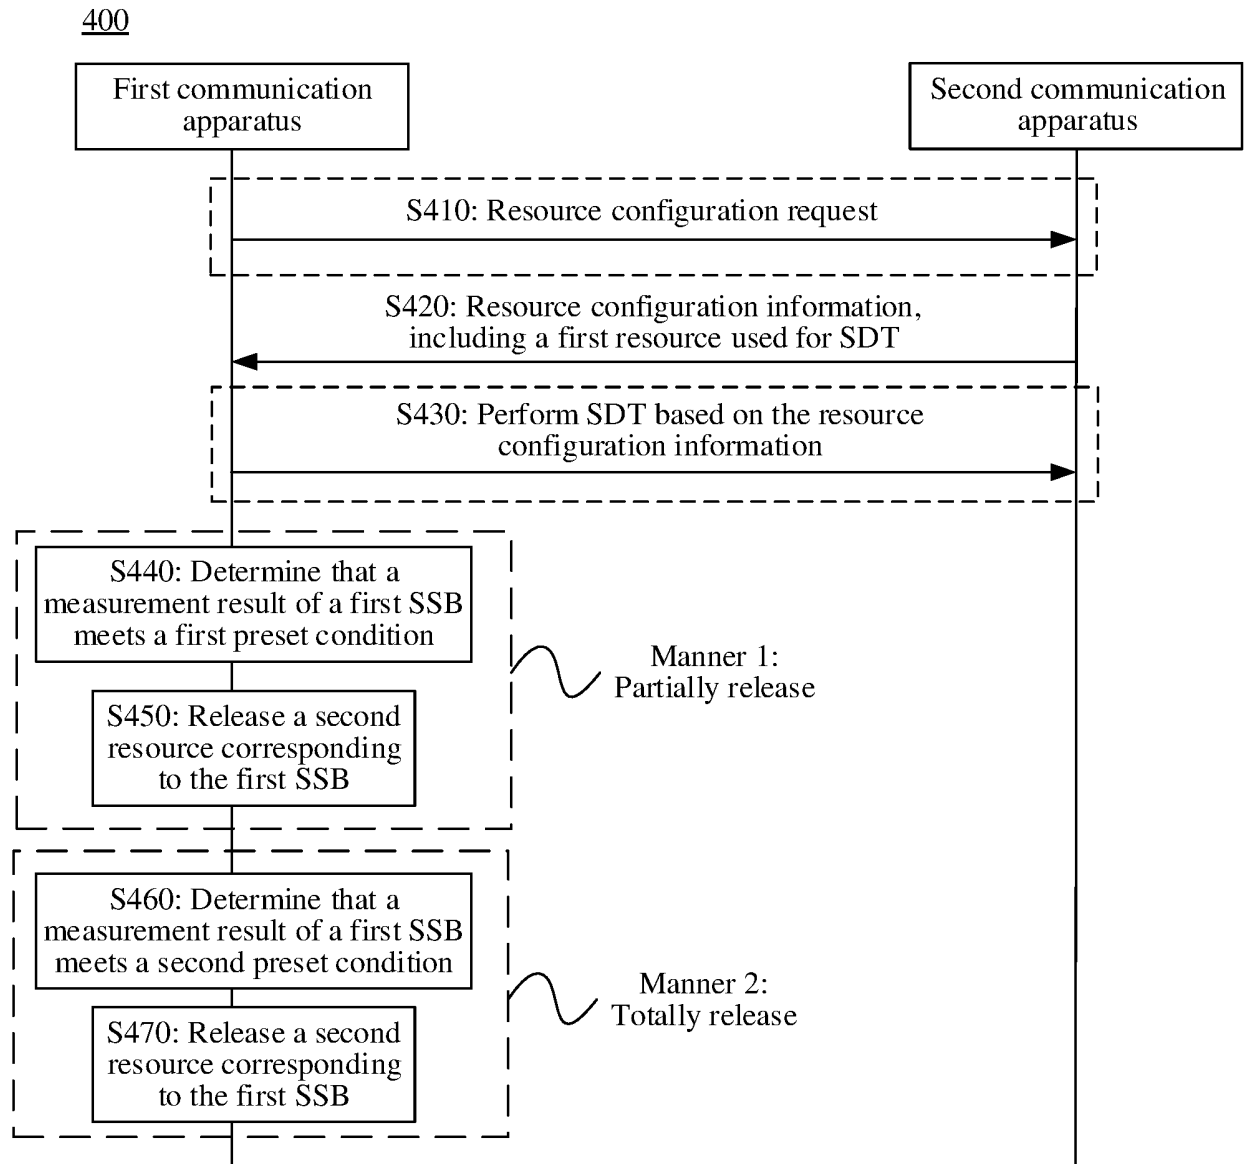 400
First communication
apparatus
Second communication
apparatus
S410: Resource configuration request
S420: Resource configuration information,
including a first resource used for SDT
S430: Perform SDT based on the resource
configuration information
S440: Determine that a
measurement result of a first SSB
meets a first preset condition
Manner 1:
Partially release
S450: Release a second
resource corresponding
to the first SSB
S460: Determine that a
measurement result of a first SSB
meets a second preset condition
Manner 2:
Totally release
S470: Release a second
resource corresponding
to the first SSB